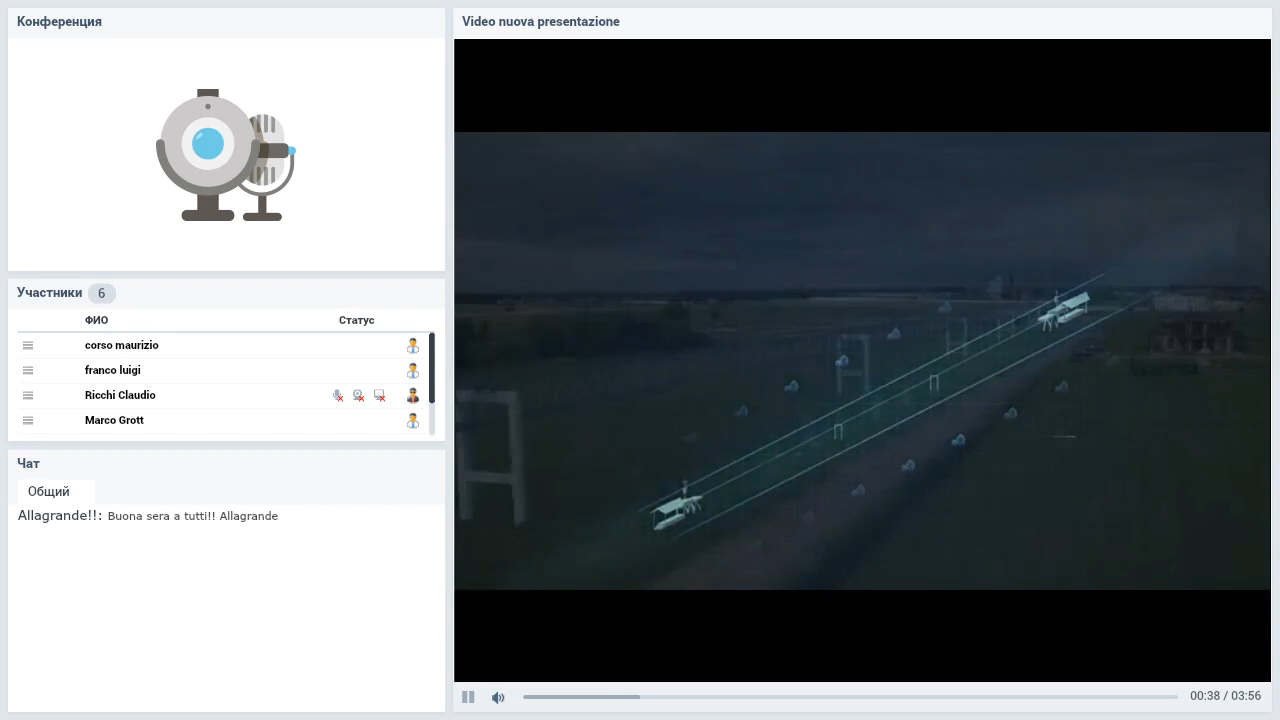 Конференция
Video nuova presentazione
Участники 6
ФИО Статус
corso maurizio
franco luigi
Ricchi Claudio
Marco Grott
Чат
Общий
Allagrande!!: Buona sera a tutti!! Allagrande
00:38 / 03:56